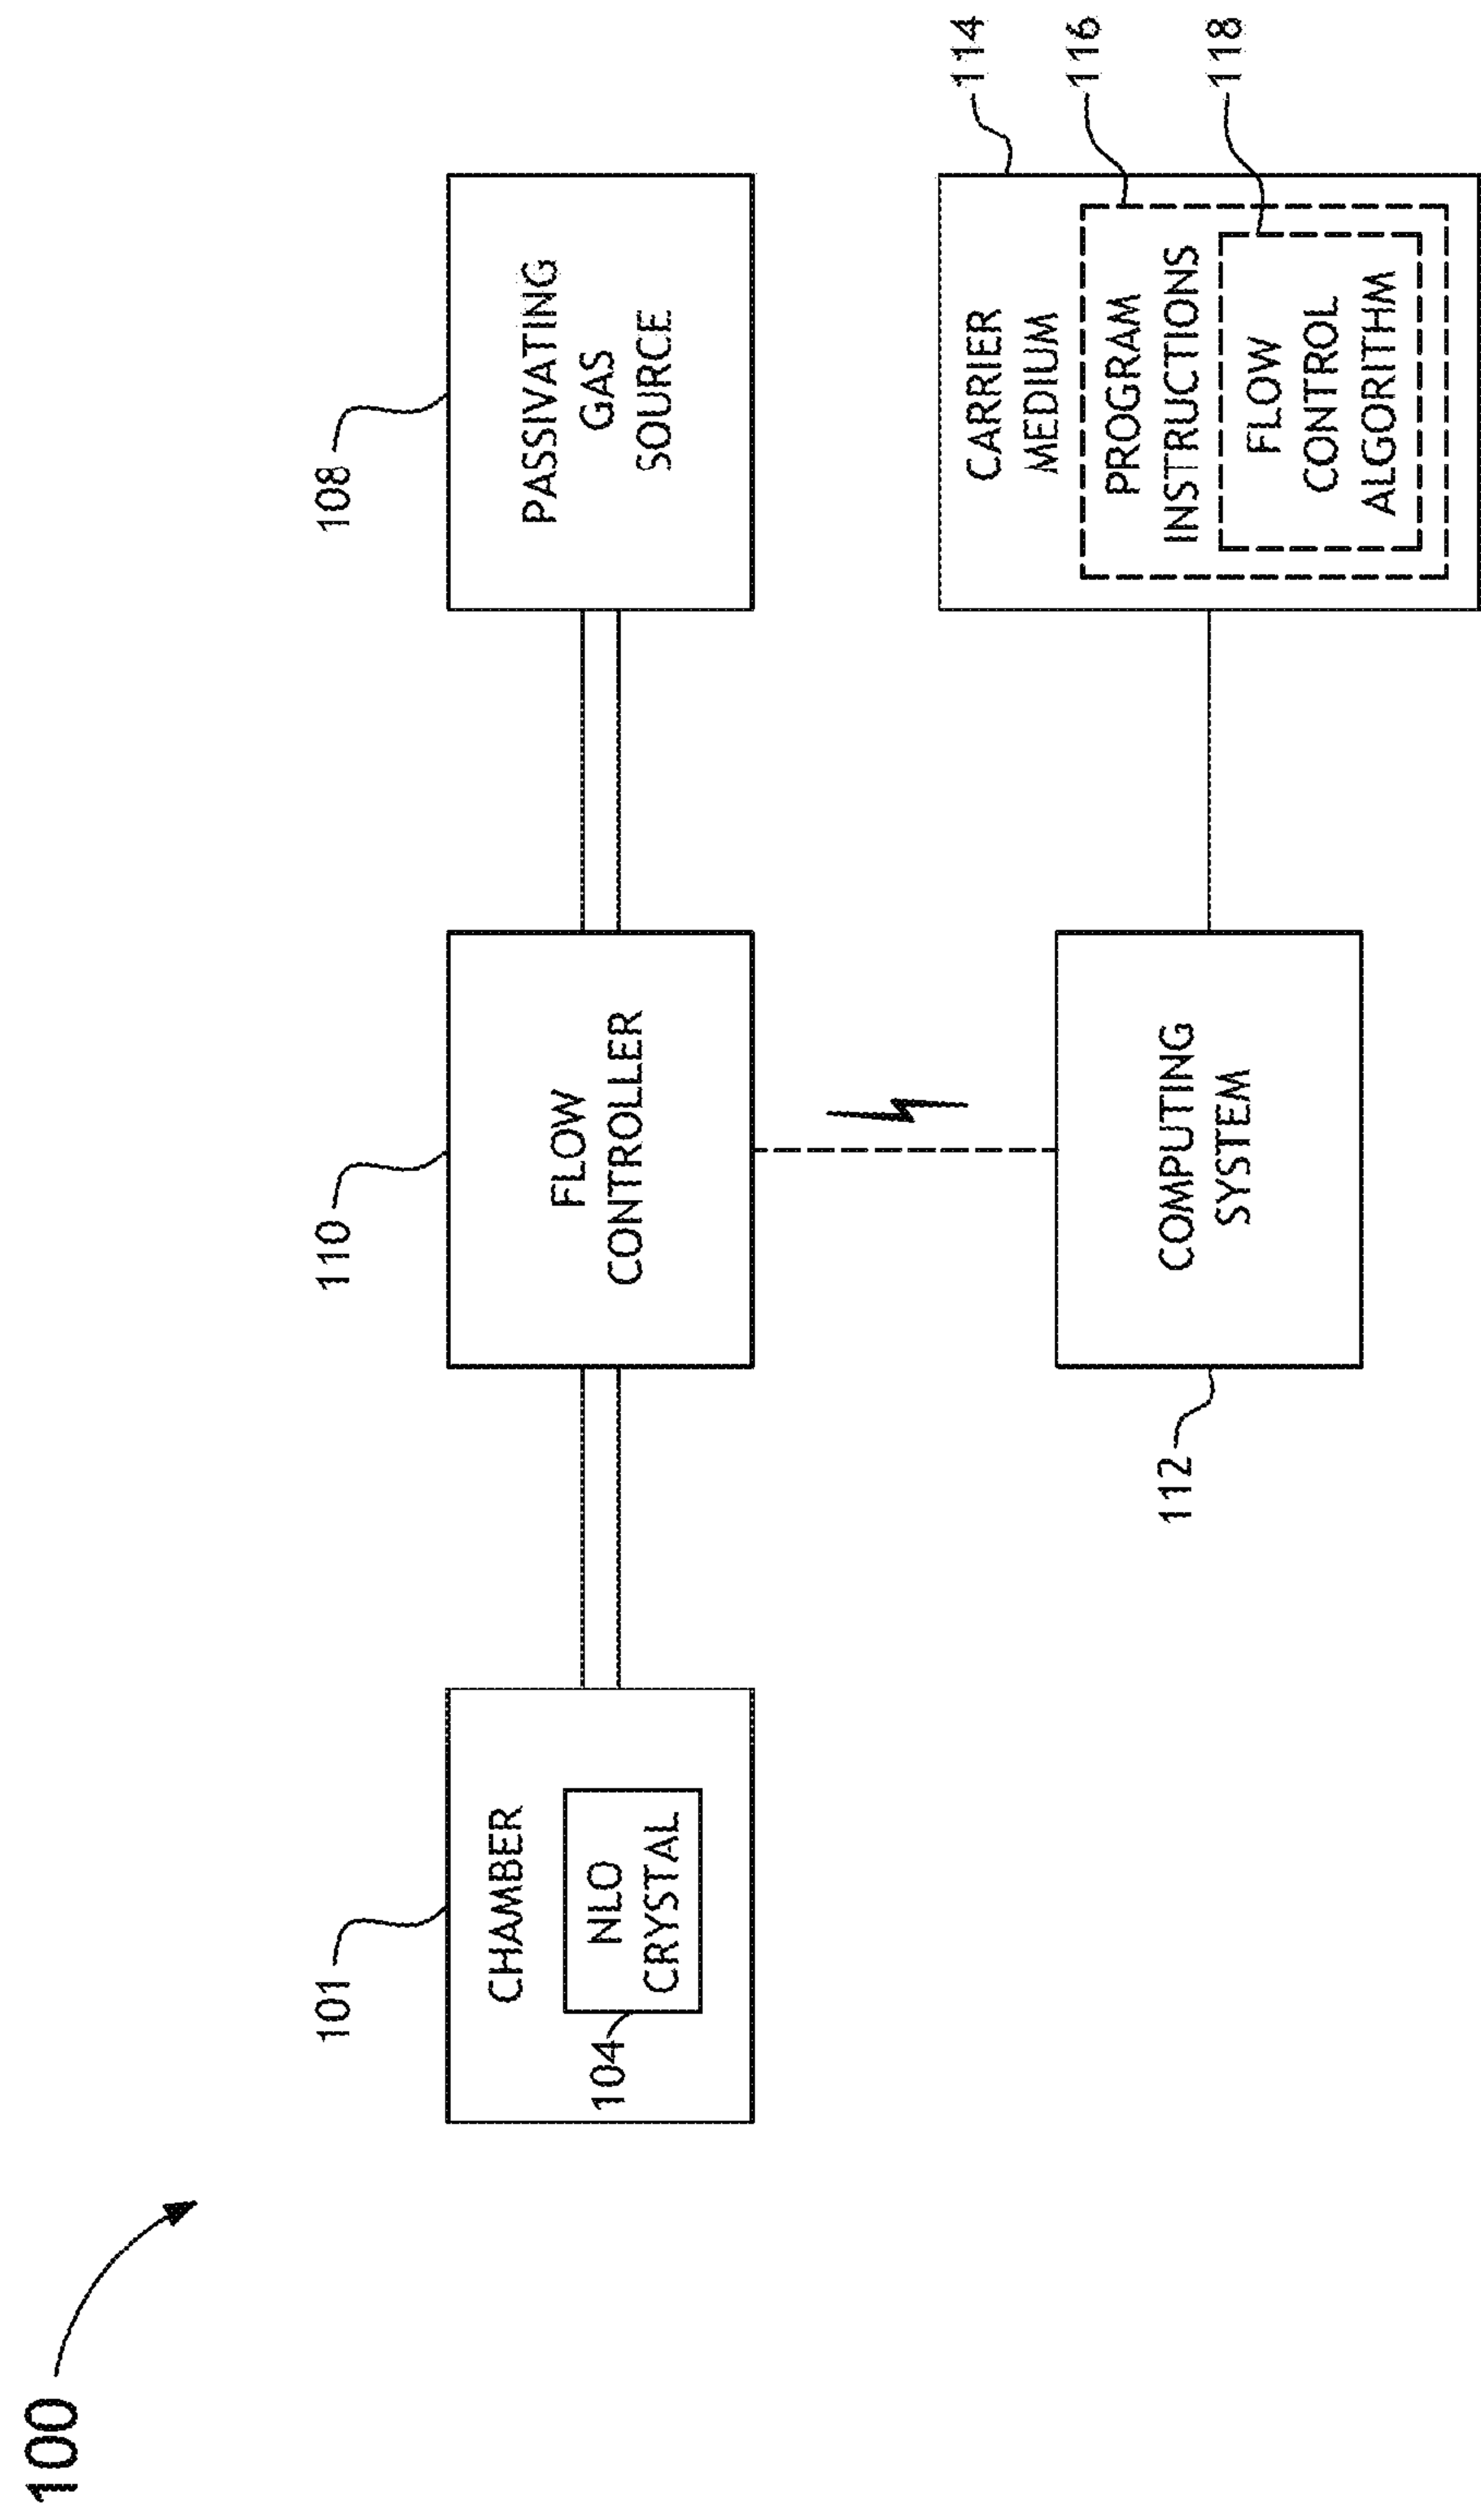 100
101
110
108
CHAMBER
NLO
CRYSTAL
104
FLOW
CONTROLLER
PASSIVATING
GAS
SOURCE
112
COMPUTING
SYSTEM
CARRIER
MEDIUM
PROGRAM
INSTRUCTIONS
FLOW
CONTROL
ALGORITHM
114
116
118